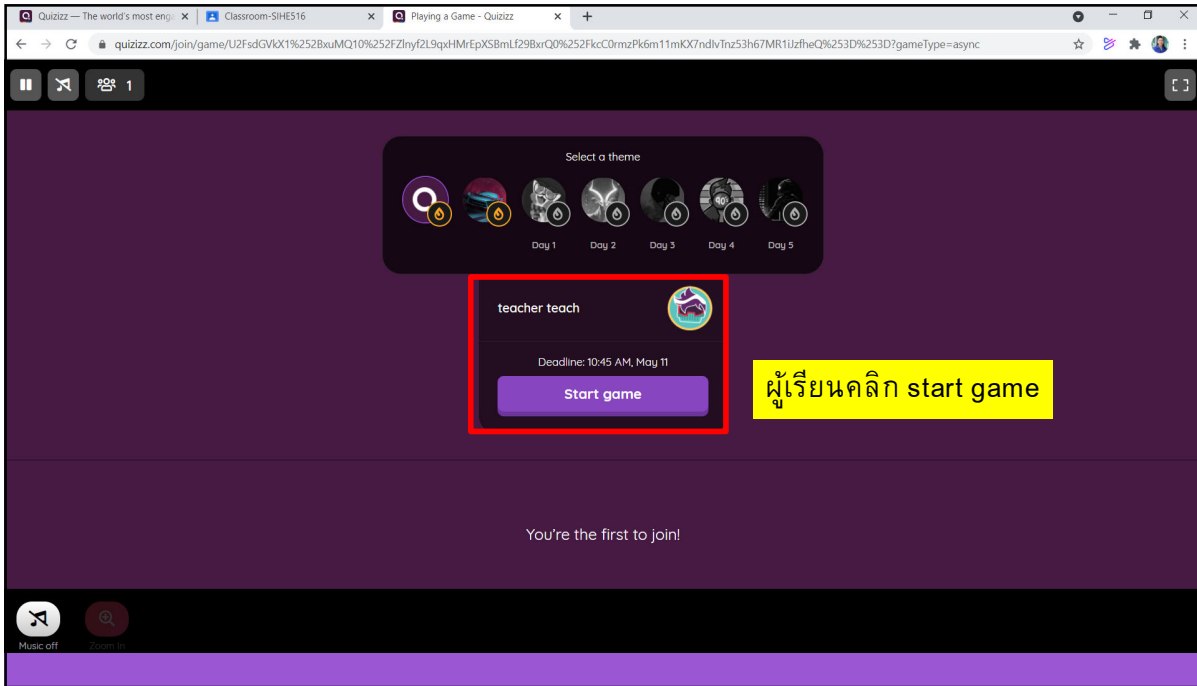 Quizizz — The world's most eng
Classroom-SIHE516
Playing a Game - Quizizz
quizizz.com/join/game/U2FsdGVkX1%252BxuMQ10%252FZlnyf2L9qxHMrEpXSBmLf29BxrQ0%252FkcC0rmzPk6m11mKX7ndIvTnz53h67MR1iJzfheQ%253D%253D?gameType=async
1
Select a theme
90's
Day 1 Day 2 Day 3 Day 4 Day 5
teacher teach
Deadline: 10:45 AM, May 11
Start game
ผู้เรียนคลิก start game
You're the first to join!
Music off Zoom In